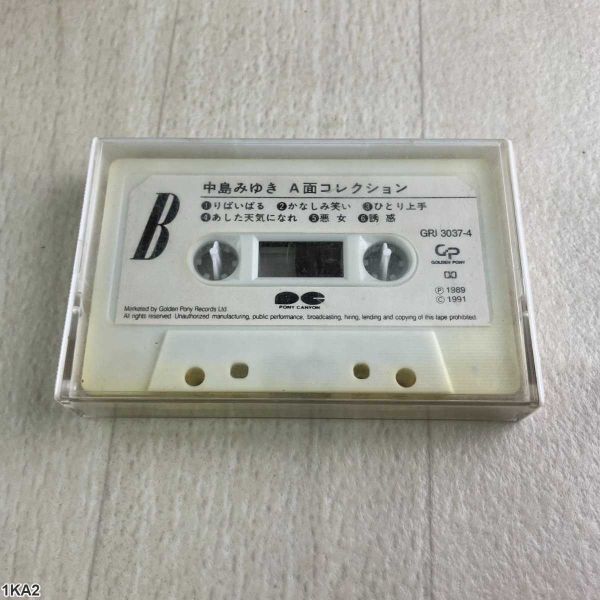 B
中島みゆき A面コレクション
❶りばいばる ❷かなしみ笑い ❸ひとり上手
❹あした天気になれ ❺悪女 ❻誘惑
GRI 3037-4
GP
GOLDEN PONY
Ⓟ 1989
Ⓒ 1991
PC
PONY CANYON
Marketed by Golden Pony Records Ltd.
All rights reserved. Unauthorized manufacturing, public performance, broadcasting, hiring, lending and copying of this tape prohibited.
1KA2